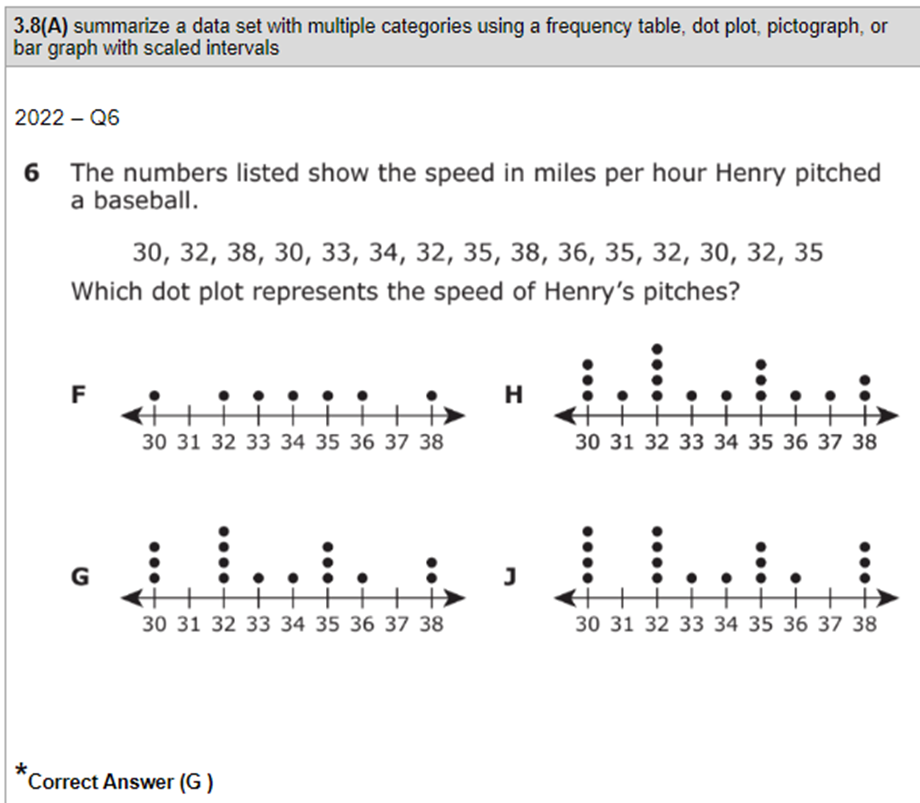 3.8(A) summarize a data set with multiple categories using a frequency table, dot plot, pictograph, or
bar graph with scaled intervals
2022 – Q6
6 The numbers listed show the speed in miles per hour Henry pitched
a baseball.
30, 32, 38, 30, 33, 34, 32, 35, 38, 36, 35, 32, 30, 32, 35
Which dot plot represents the speed of Henry's pitches?
F
30 31 32 33 34 35 36 37 38
H
30 31 32 33 34 35 36 37 38
G
30 31 32 33 34 35 36 37 38
J
30 31 32 33 34 35 36 37 38
*Correct Answer (G )